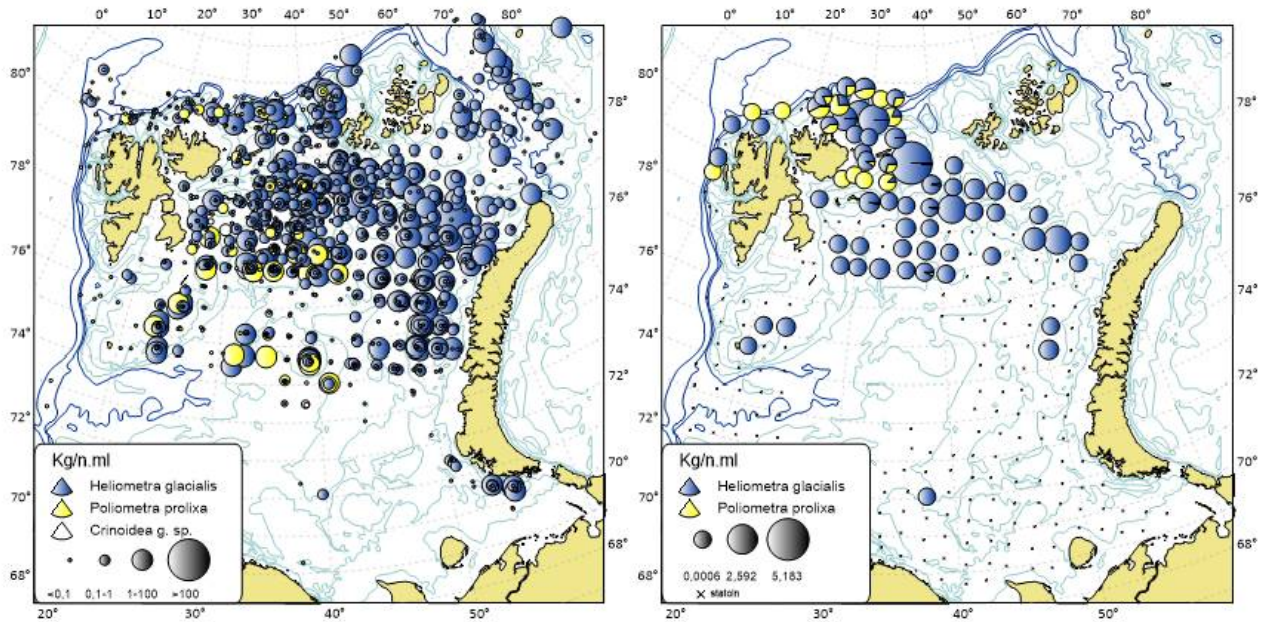 0° 10° 20° 30° 40° 50° 60° 70° 80°
80°
78°
78°
76°
76°
74°
74°
72°
72°
70°
70°
68°
68°
20° 30° 40° 50°
Kg/n.ml
Heliometra glacialis
Poliometra prolixa
Crinoidea g. sp.
<0,1 0,1-1 1-100 >100
0° 10° 20° 30° 40° 50° 60° 70° 80°
80°
78°
78°
76°
76°
74°
74°
72°
72°
70°
70°
68°
68°
20° 30° 40° 50°
Kg/n.ml
Heliometra glacialis
Poliometra prolixa
0,0006 2,592 5,183
× statoin